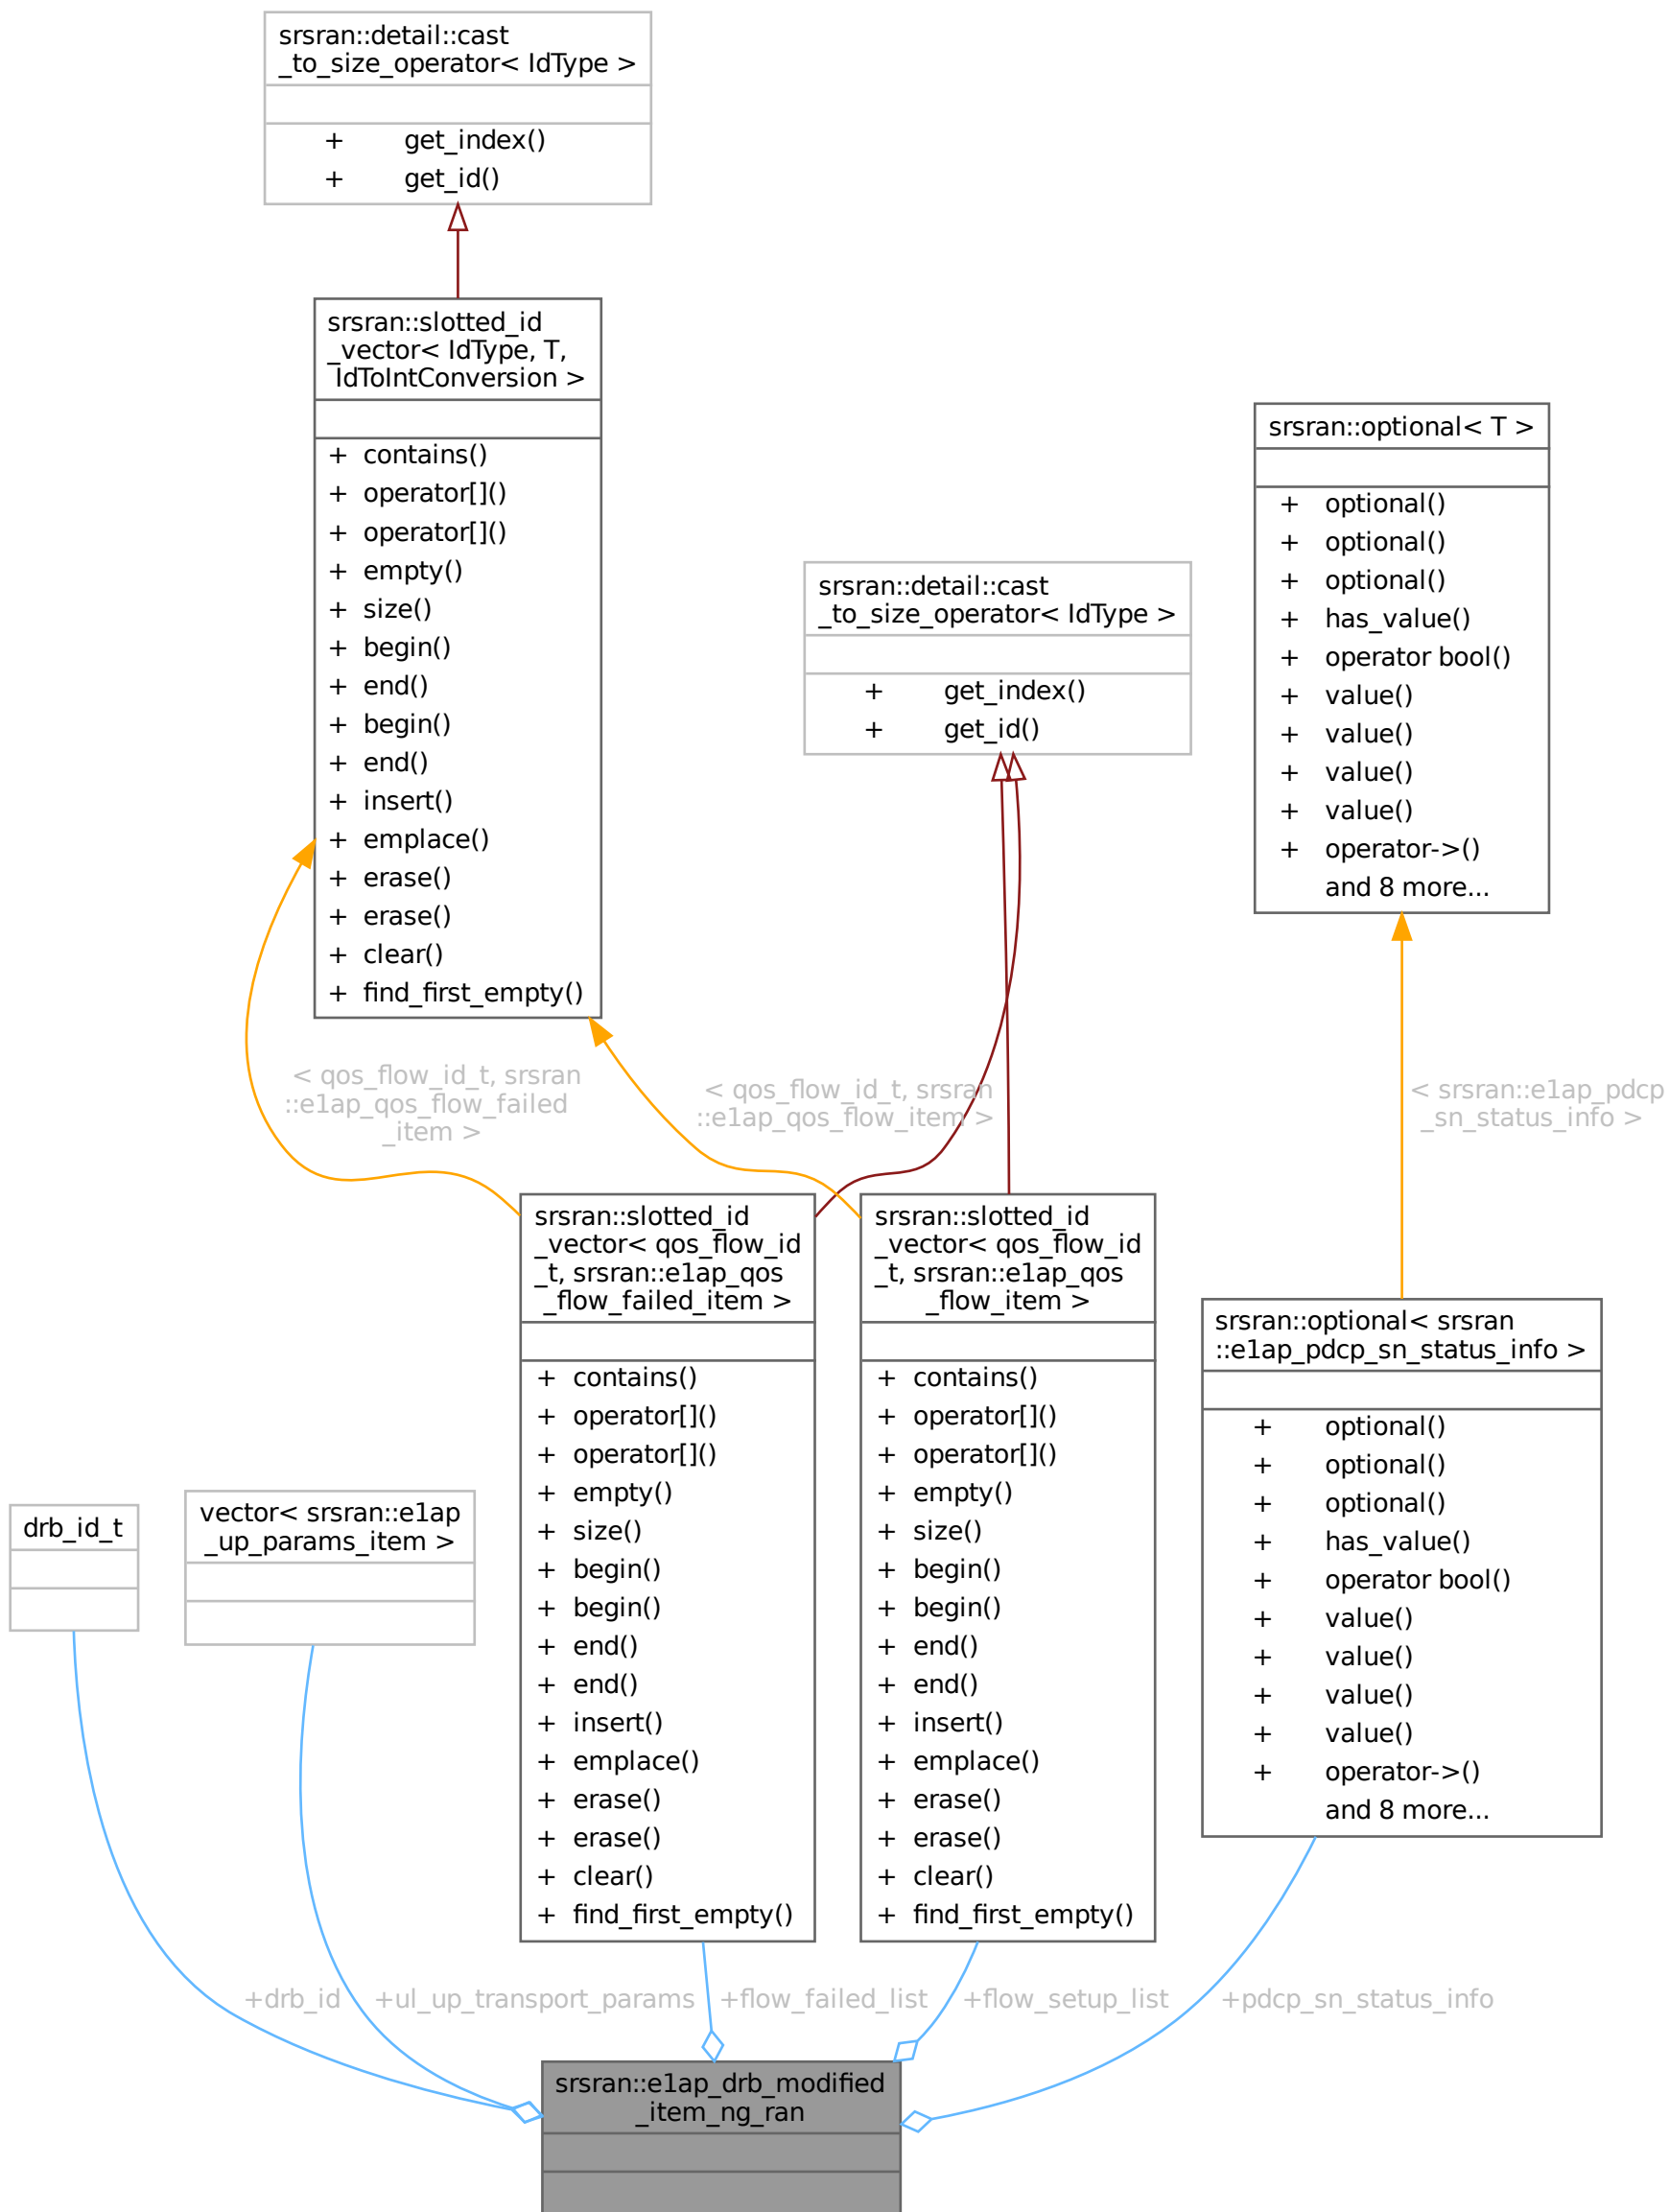 srsran::detail::cast
_to_size_operator< IdType >
+ get_index()
+ get_id()
srsran::slotted_id
_vector< IdType, T,
IdToIntConversion >
+ contains()
+ operator[]()
+ operator[]()
+ empty()
+ size()
+ begin()
+ end()
+ begin()
+ end()
+ insert()
+ emplace()
+ erase()
+ erase()
+ clear()
+ find_first_empty()
srsran::optional< T >
+ optional()
+ optional()
+ optional()
+ has_value()
+ operator bool()
+ value()
+ value()
+ value()
+ value()
+ operator->()
and 8 more...
srsran::detail::cast
_to_size_operator< IdType >
+ get_index()
+ get_id()
< qos_flow_id_t, srsran
::e1ap_qos_flow_failed
_item >
< qos_flow_id_t, srsran
::e1ap_qos_flow_item >
< srsran::e1ap_pdcp
_sn_status_info >
srsran::slotted_id
_vector< qos_flow_id
_t, srsran::e1ap_qos
_flow_failed_item >
+ contains()
+ operator[]()
+ operator[]()
+ empty()
+ size()
+ begin()
+ begin()
+ end()
+ end()
+ insert()
+ emplace()
+ erase()
+ erase()
+ clear()
+ find_first_empty()
srsran::slotted_id
_vector< qos_flow_id
_t, srsran::e1ap_qos
_flow_item >
+ contains()
+ operator[]()
+ operator[]()
+ empty()
+ size()
+ begin()
+ begin()
+ end()
+ end()
+ insert()
+ emplace()
+ erase()
+ erase()
+ clear()
+ find_first_empty()
srsran::optional< srsran
::e1ap_pdcp_sn_status_info >
+ optional()
+ optional()
+ optional()
+ has_value()
+ operator bool()
+ value()
+ value()
+ value()
+ value()
+ operator->()
and 8 more...
drb_id_t
vector< srsran::e1ap
_up_params_item >
+drb_id
+ul_up_transport_params
+flow_failed_list
+flow_setup_list
+pdcp_sn_status_info
srsran::e1ap_drb_modified
_item_ng_ran